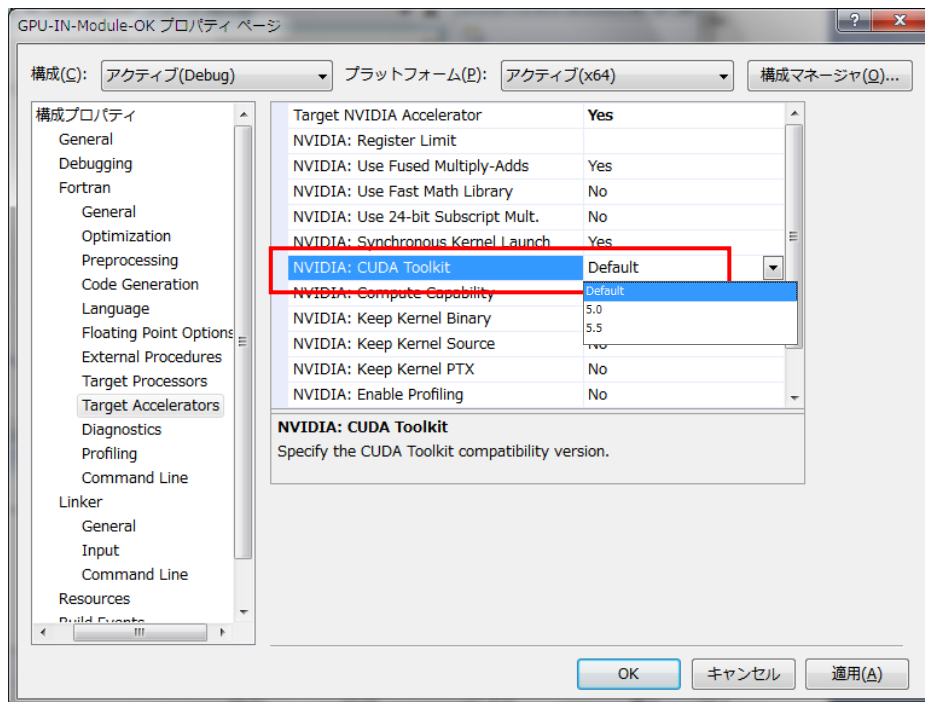 GPU-IN-Module-OK プロパティ ページ
構成(C): アクティブ(Debug) プラットフォーム(P): アクティブ(x64) 構成マネージャ(O)...
構成プロパティ
General
Debugging
Fortran
General
Optimization
Preprocessing
Code Generation
Language
Floating Point Options
External Procedures
Target Processors
Target Accelerators
Diagnostics
Profiling
Command Line
Linker
General
Input
Command Line
Resources
Build Events
Target NVIDIA Accelerator Yes
NVIDIA: Register Limit
NVIDIA: Use Fused Multiply-Adds Yes
NVIDIA: Use Fast Math Library No
NVIDIA: Use 24-bit Subscript Mult. No
NVIDIA: Synchronous Kernel Launch Yes
NVIDIA: CUDA Toolkit Default
NVIDIA: Compute Capability Default
NVIDIA: Keep Kernel Binary 5.0
5.5
NVIDIA: Keep Kernel Source No
NVIDIA: Keep Kernel PTX No
NVIDIA: Enable Profiling No
NVIDIA: CUDA Toolkit
Specify the CUDA Toolkit compatibility version.
OK キャンセル 適用(A)